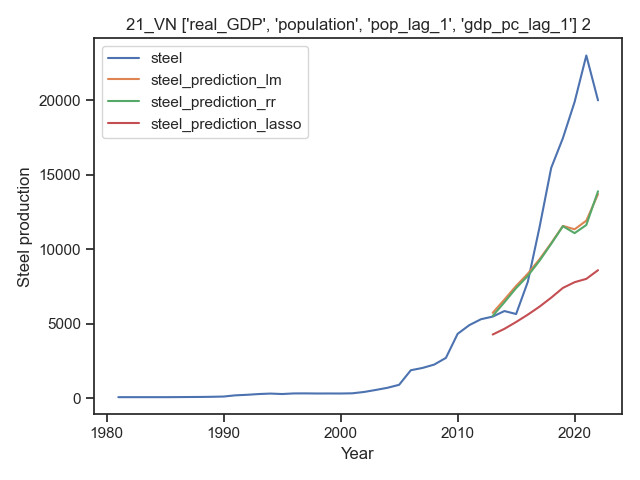 21_VN ['real_GDP', 'population', 'pop_lag_1', 'gdp_pc_lag_1'] 2
steel
steel_prediction_lm
steel_prediction_rr
steel_prediction_lasso
Steel production
20000
15000
10000
5000
0
1980
1990
2000
2010
2020
Year